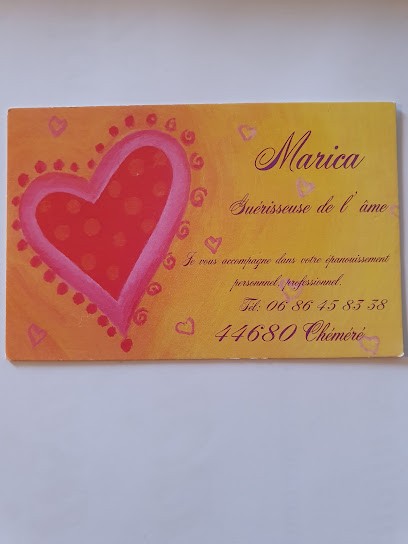 Marica
Guérisseuse de l' âme
Je vous accompagne dans votre épanouissement
personnnel, professionnel.
Tél: 06 86 45 83 38
44680 Chéméré